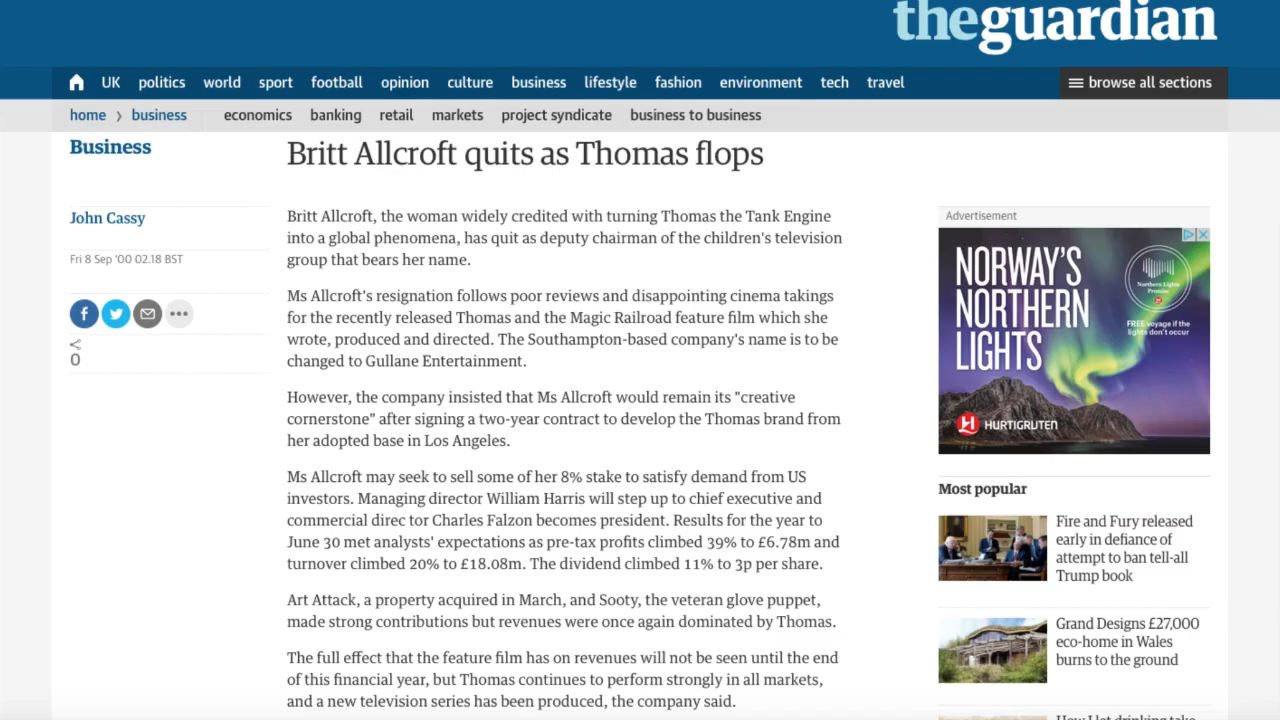 theguardian
UK politics world sport football opinion culture business lifestyle fashion environment tech travel browse all sections
home business economics banking retail markets project syndicate business to business
Business
Britt Allcroft quits as Thomas flops
John Cassy
Fri 8 Sep '00 02.18 BST
0
Britt Allcroft, the woman widely credited with turning Thomas the Tank Engine
into a global phenomena, has quit as deputy chairman of the children's television
group that bears her name.
Ms Allcroft's resignation follows poor reviews and disappointing cinema takings
for the recently released Thomas and the Magic Railroad feature film which she
wrote, produced and directed. The Southampton-based company's name is to be
changed to Gullane Entertainment.
However, the company insisted that Ms Allcroft would remain its "creative
cornerstone" after signing a two-year contract to develop the Thomas brand from
her adopted base in Los Angeles.
Ms Allcroft may seek to sell some of her 8% stake to satisfy demand from US
investors. Managing director William Harris will step up to chief executive and
commercial direc tor Charles Falzon becomes president. Results for the year to
June 30 met analysts' expectations as pre-tax profits climbed 39% to £6.78m and
turnover climbed 20% to £18.08m. The dividend climbed 11% to 3p per share.
Art Attack, a property acquired in March, and Sooty, the veteran glove puppet,
made strong contributions but revenues were once again dominated by Thomas.
The full effect that the feature film has on revenues will not be seen until the end
of this financial year, but Thomas continues to perform strongly in all markets,
and a new television series has been produced, the company said.
Advertisement
NORWAY'S
NORTHERN
LIGHTS
Northern Lights
Promise
FREE voyage if the
lights don't occur
HURTIGRUTEN
Most popular
Fire and Fury released
early in defiance of
attempt to ban tell-all
Trump book
Grand Designs £27,000
eco-home in Wales
burns to the ground
How I let drinking take